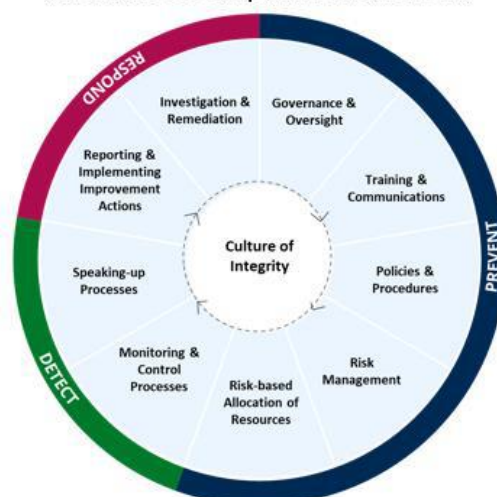 RESPOND
Investigation &
Remediation
Governance &
Oversight
Reporting &
Implementing
Improvement
Actions
Training &
Communications
Culture of
Integrity
Speaking-up
Processes
Policies &
Procedures
PREVENT
Monitoring &
Control
Processes
Risk
Management
Risk-based
Allocation of
Resources
DETECT